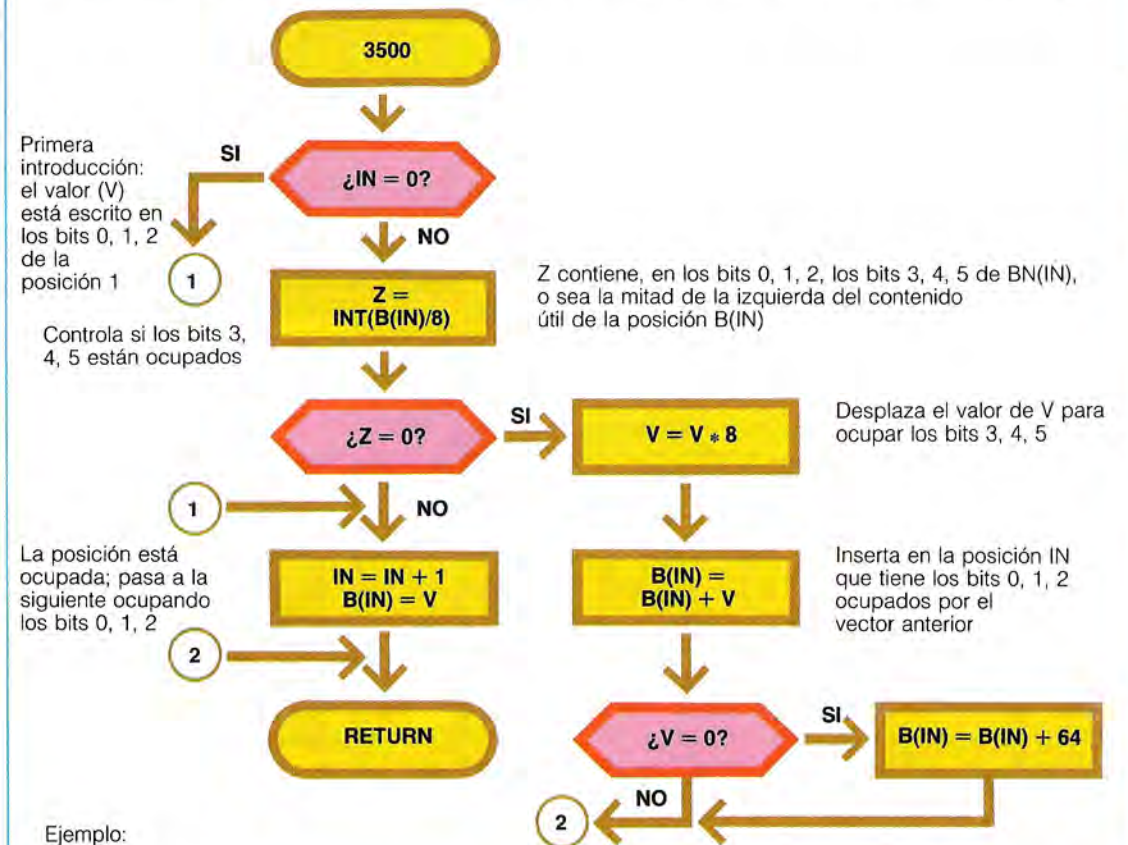 3500
Primera
introducción:
el valor (V)
está escrito en
los bits 0, 1, 2
de la
posición 1
SI
¿IN = 0?
NO
1
Z =
INT(B(IN)/8)
Z contiene, en los bits 0, 1, 2, los bits 3, 4, 5 de BN(IN),
o sea la mitad de la izquierda del contenido
útil de la posición B(IN)
Controla si los bits 3,
4, 5 están ocupados
¿Z = 0?
SI
V = V * 8
Desplaza el valor de V para
ocupar los bits 3, 4, 5
1
NO
La posición está
ocupada; pasa a la
siguiente ocupando
los bits 0, 1, 2
IN = IN + 1
B(IN) = V
B(IN) =
B(IN) + V
Inserta en la posición IN
que tiene los bits 0, 1, 2
ocupados por el
vector anterior
2
RETURN
¿V = 0?
SI
B(IN) = B(IN) + 64
NO
2
Ejemplo: